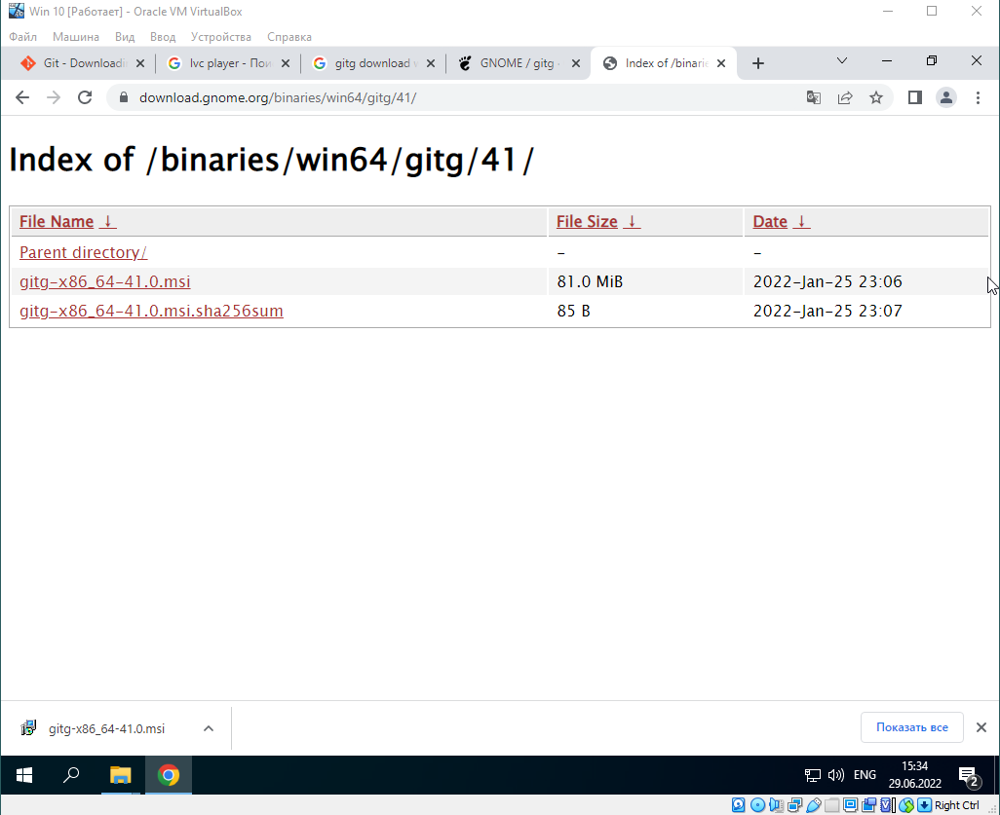 Win 10 [Работает] - Oracle VM VirtualBox
Файл Машина Вид Ввод Устройства Справка
Git - Downloadi lvc player - Пои gitg download w GNOME / gitg · Index of /binarie
download.gnome.org/binaries/win64/gitg/41/
Index of /binaries/win64/gitg/41/
File Name ↓ File Size ↓ Date ↓
Parent directory/ - -
gitg-x86_64-41.0.msi 81.0 MiB 2022-Jan-25 23:06
gitg-x86_64-41.0.msi.sha256sum 85 B 2022-Jan-25 23:07
gitg-x86_64-41.0.msi Показать все
ENG 15:34
29.06.2022 2
Right Ctrl